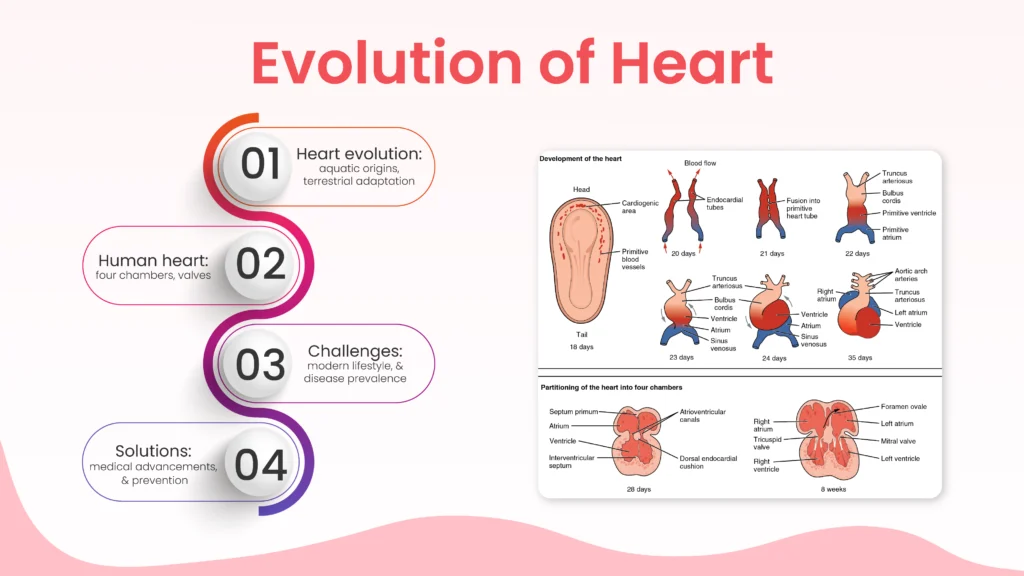 Evolution of Heart
01
Heart evolution:
aquatic origins,
terrestrial adaptation
02
Human heart:
four chambers, valves
03
Challenges:
modern lifestyle, &
disease prevalence
04
Solutions:
medical advancements,
& prevention
Development of the heart
Head
Cardiogenic
area
Primitive
blood
vessels
Tail
18 days
Blood flow
Endocardial
tubes
20 days
Fusion into
primitive
heart tube
21 days
Truncus
arteriosus
Bulbus
cordis
Primitive ventricle
Primitive
atrium
22 days
Truncus
arteriosus
Bulbus
cordis
Ventricle
Atrium
Sinus
venosus
23 days
Ventricle
Atrium
Sinus
venosus
24 days
Right
atrium
Aortic arch
arteries
Truncus
arteriosus
Left atrium
Ventricle
35 days
Partitioning of the heart into four chambers
Septum primum
Atrium
Ventricle
Interventricular
septum
Atrioventricular
canals
Dorsal endocardial
cushion
28 days
Right
atrium
Tricuspid
valve
Right
ventricle
Foramen ovale
Left atrium
Mitral valve
Left ventricle
8 weeks